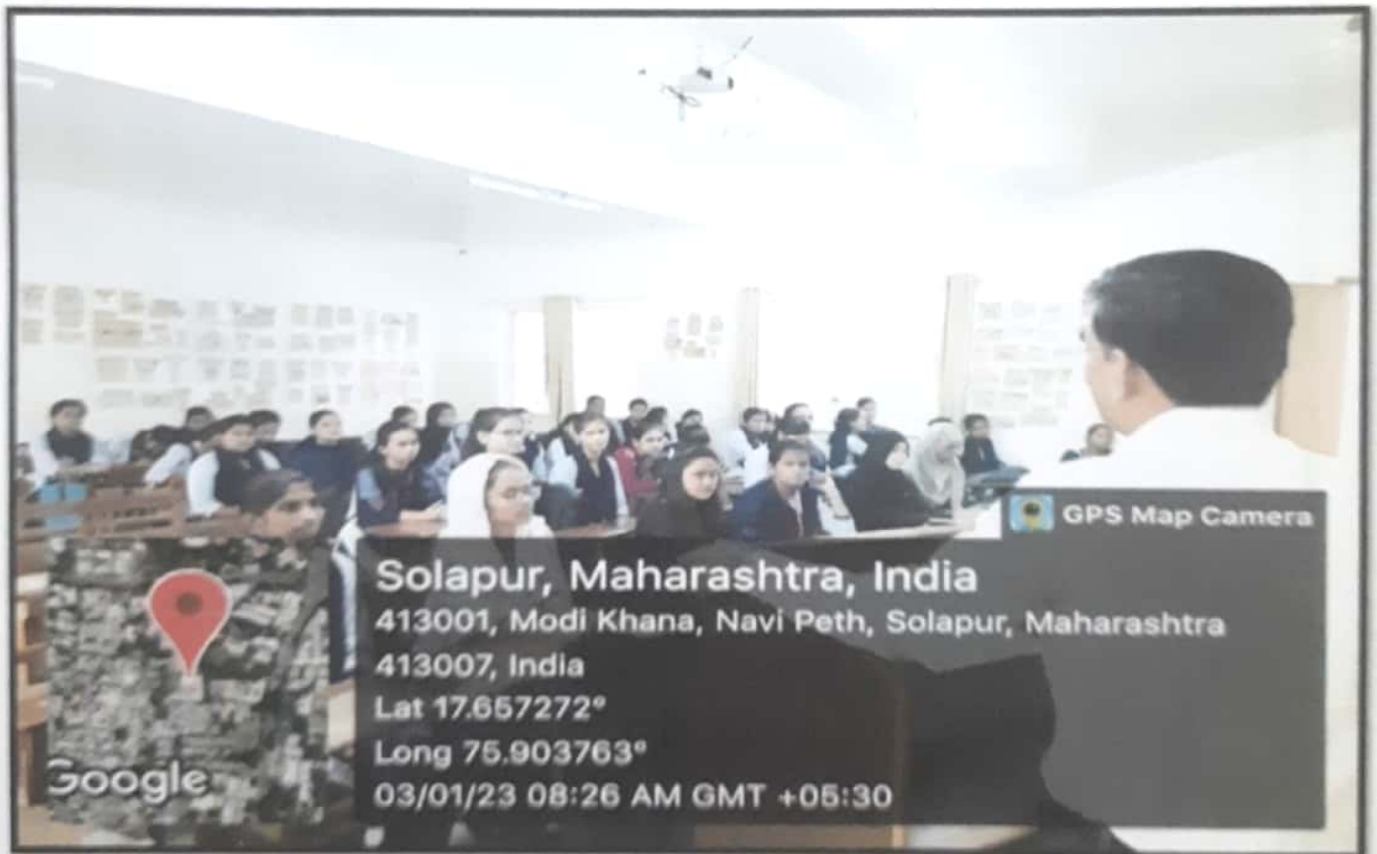 GPS Map Camera
Solapur, Maharashtra, India
413001, Modi Khana, Navi Peth, Solapur, Maharashtra
413007, India
Lat 17.657272°
Long 75.903763°
03/01/23 08:26 AM GMT +05:30
Google